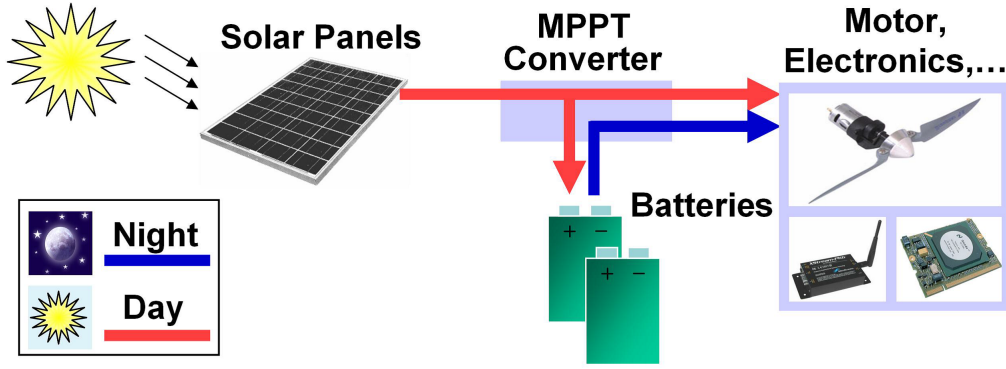 Solar Panels
MPPT
Converter
Motor,
Electronics,…
Batteries
+ −
+ −
Night
Day